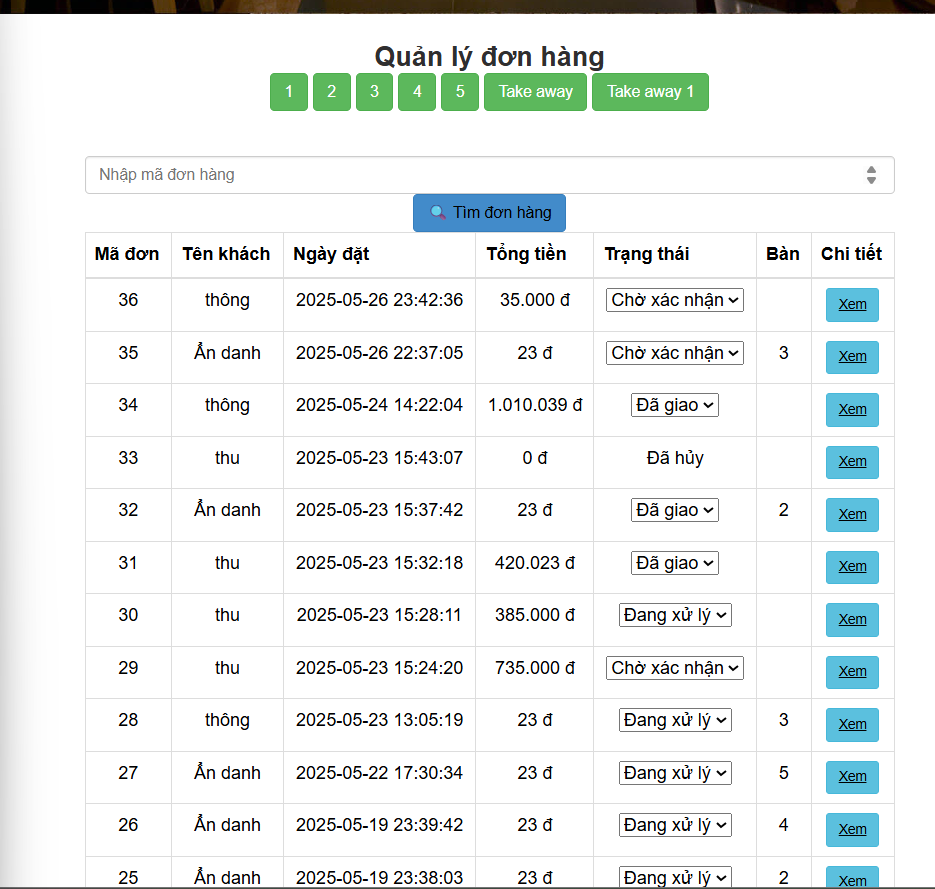 Quản lý đơn hàng
1 2 3 4 5 Take away Take away 1
Nhập mã đơn hàng
Tìm đơn hàng
Mã đơn Tên khách Ngày đặt Tổng tiền Trạng thái Bàn Chi tiết
36 thông 2025-05-26 23:42:36 35.000 đ Chờ xác nhận Xem
35 Ẩn danh 2025-05-26 22:37:05 23 đ Chờ xác nhận 3 Xem
34 thông 2025-05-24 14:22:04 1.010.039 đ Đã giao Xem
33 thu 2025-05-23 15:43:07 0 đ Đã hủy Xem
32 Ẩn danh 2025-05-23 15:37:42 23 đ Đã giao 2 Xem
31 thu 2025-05-23 15:32:18 420.023 đ Đã giao Xem
30 thu 2025-05-23 15:28:11 385.000 đ Đang xử lý Xem
29 thu 2025-05-23 15:24:20 735.000 đ Chờ xác nhận Xem
28 thông 2025-05-23 13:05:19 23 đ Đang xử lý 3 Xem
27 Ẩn danh 2025-05-22 17:30:34 23 đ Đang xử lý 5 Xem
26 Ẩn danh 2025-05-19 23:39:42 23 đ Đang xử lý 4 Xem
25 Ẩn danh 2025-05-19 23:38:03 23 đ Đang xử lý 2 Xem